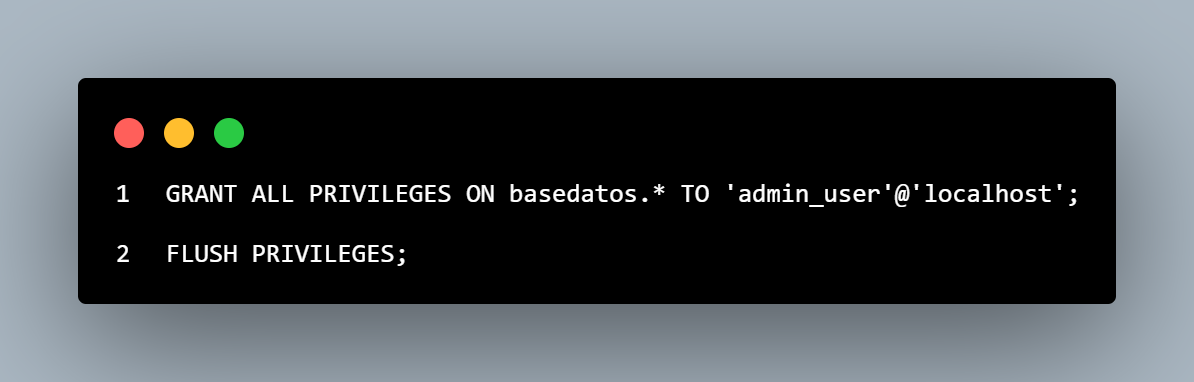 1 GRANT ALL PRIVILEGES ON basedatos.* TO 'admin_user'@'localhost';
2 FLUSH PRIVILEGES;